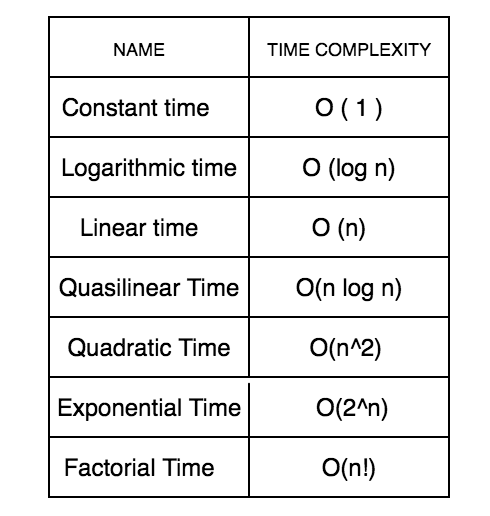 NAME TIME COMPLEXITY
Constant time O ( 1 )
Logarithmic time O (log n)
Linear time O (n)
Quasilinear Time O(n log n)
Quadratic Time O(n^2)
Exponential Time O(2^n)
Factorial Time O(n!)